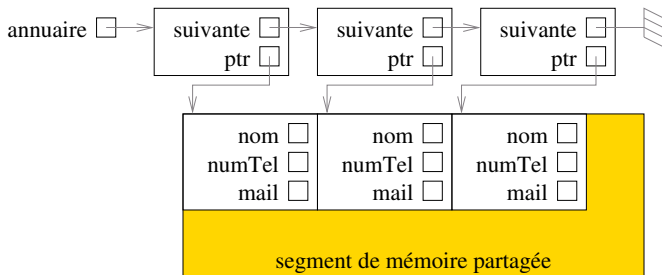 annuaire suivante suivante suivante
ptr ptr ptr
nom nom nom
numTel numTel numTel
mail mail mail
segment de mémoire partagée